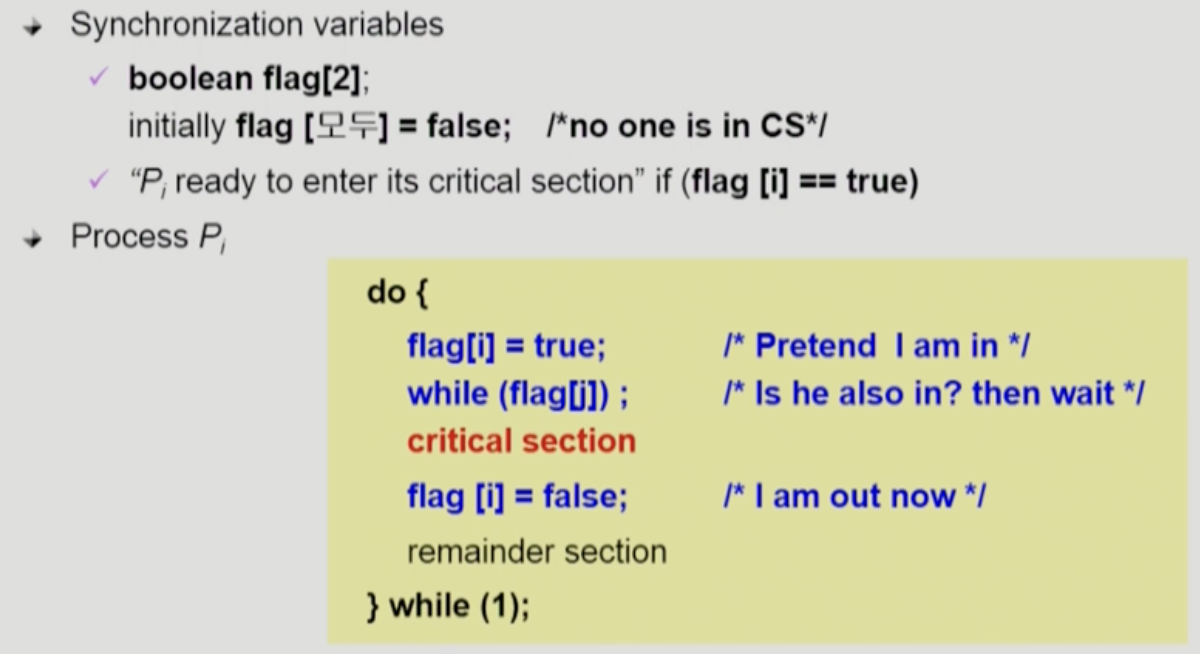 Synchronization variables
boolean flag[2];
initially flag [모두] = false; /*no one is in CS*/
“Pi ready to enter its critical section” if (flag [i] == true)
Process Pi
do {
flag[i] = true; /* Pretend I am in */
while (flag[j]) ; /* Is he also in? then wait */
critical section
flag [i] = false; /* I am out now */
remainder section
} while (1);